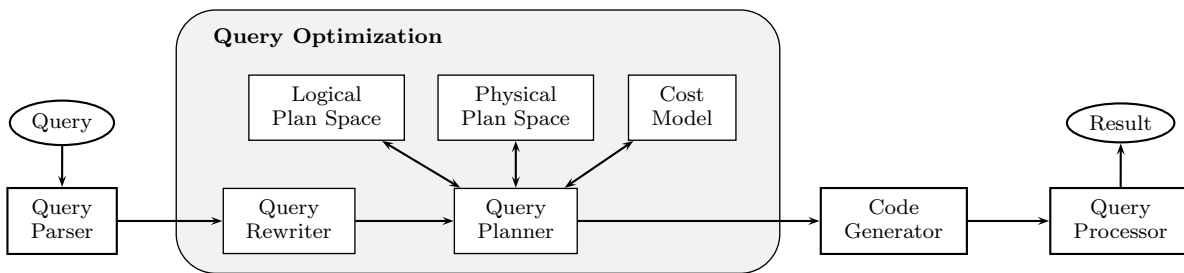 Query Optimization
Logical
Plan Space
Physical
Plan Space
Cost
Model
Query
Result
Query
Parser
Query
Rewriter
Query
Planner
Code
Generator
Query
Processor